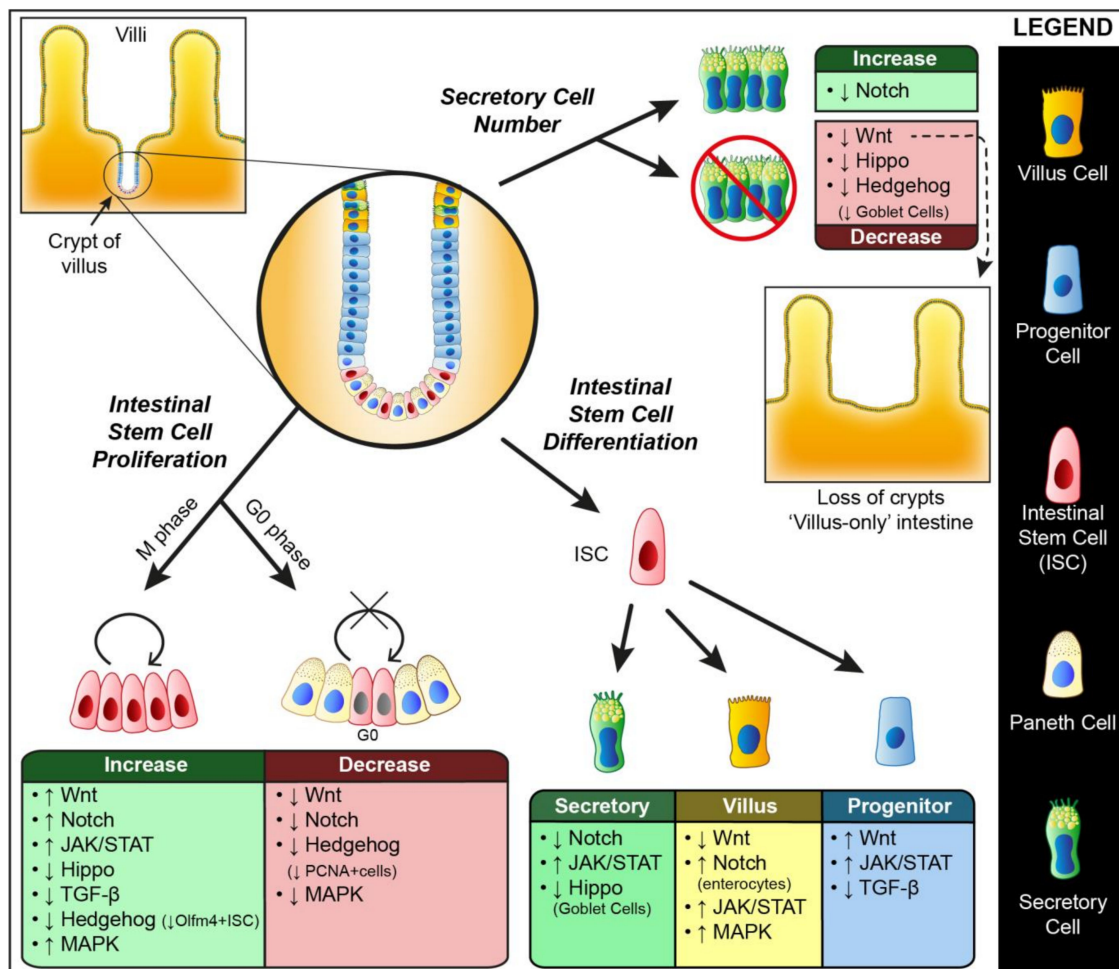 Villi
Crypt of
villus
Secretory Cell
Number
Increase
• ↓ Notch
• ↓ Wnt
• ↓ Hippo
• ↓ Hedgehog
(↓ Goblet Cells)
Decrease
Loss of crypts
‘Villus-only’ intestine
Intestinal
Stem Cell
Proliferation
M phase
G0 phase
G0
Increase
• ↑ Wnt
• ↑ Notch
• ↑ JAK/STAT
• ↓ Hippo
• ↓ TGF-β
• ↓ Hedgehog (↓Olfm4+ISC)
• ↑ MAPK
Decrease
• ↓ Wnt
• ↓ Notch
• ↓ Hedgehog
(↓ PCNA+cells)
• ↓ MAPK
Intestinal
Stem Cell
Differentiation
ISC
Secretory
• ↓ Notch
• ↑ JAK/STAT
• ↓ Hippo
(Goblet Cells)
Villus
• ↓ Wnt
• ↑ Notch
(enterocytes)
• ↑ JAK/STAT
• ↑ MAPK
Progenitor
• ↑ Wnt
• ↑ JAK/STAT
• ↓ TGF-β
LEGEND
Villus Cell
Progenitor
Cell
Intestinal
Stem Cell
(ISC)
Paneth Cell
Secretory
Cell